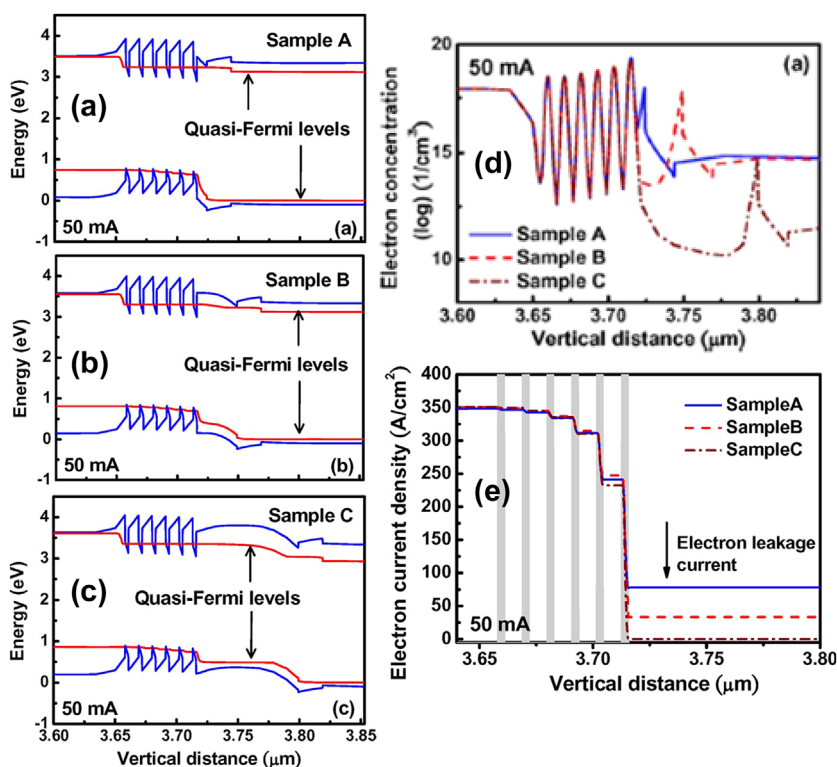 4
3
2
1
0
-1
Energy (eV)
Sample A
(a)
Quasi-Fermi levels
50 mA
(a)
4
3
2
1
0
-1
Energy (eV)
Sample B
(b)
Quasi-Fermi levels
50 mA
(b)
4
3
2
1
0
-1
Energy (eV)
Sample C
(c)
Quasi-Fermi levels
50 mA
(c)
3.60 3.65 3.70 3.75 3.80 3.85
Vertical distance (μm)
20
15
10
Electron concentration
(log) (1/cm³)
50 mA
(a)
(d)
Sample A
Sample B
Sample C
3.60 3.65 3.70 3.75 3.80
Vertical distance (μm)
400
350
300
250
200
150
100
50
0
Electron current density (A/cm²)
SampleA
SampleB
SampleC
(e)
Electron leakage
current
50 mA
3.65 3.70 3.75 3.80
Vertical distance (μm)